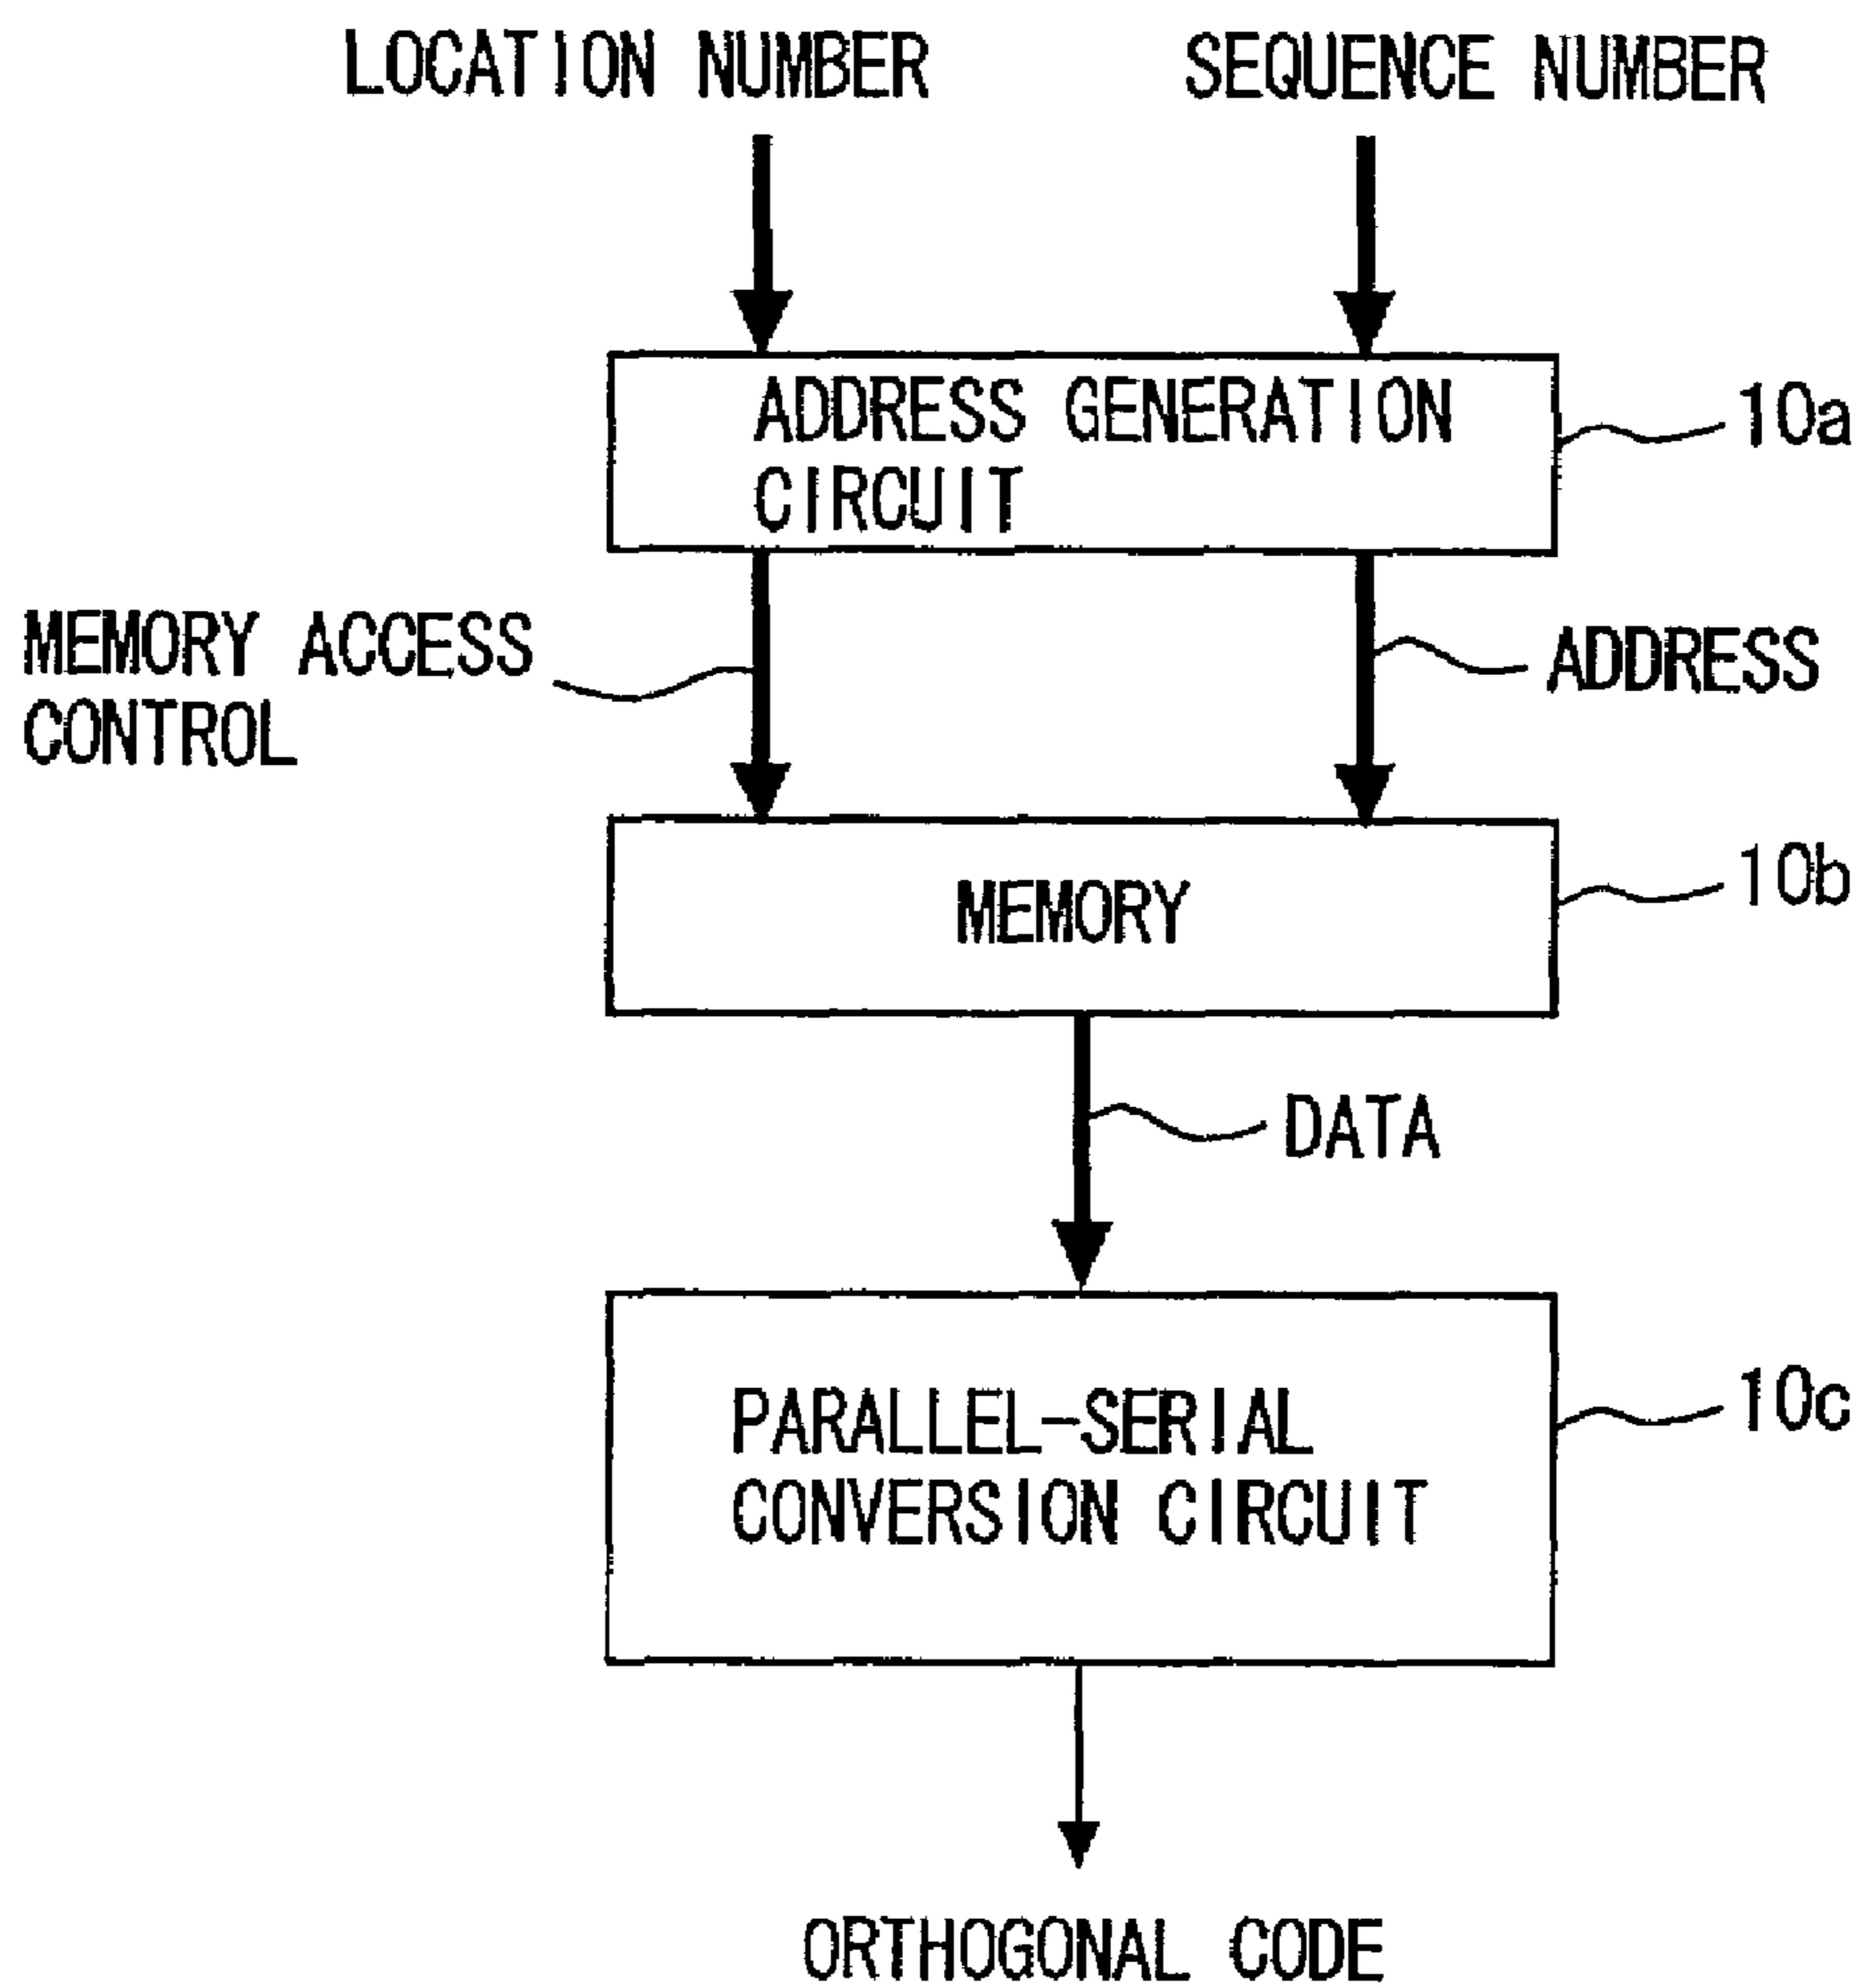 LOCATION NUMBER
SEQUENCE NUMBER
ADDRESS GENERATION
CIRCUIT
10a
MEMORY ACCESS
CONTROL
ADDRESS
MEMORY
10b
DATA
PARALLEL-SERIAL
CONVERSION CIRCUIT
10c
ORTHOGONAL CODE